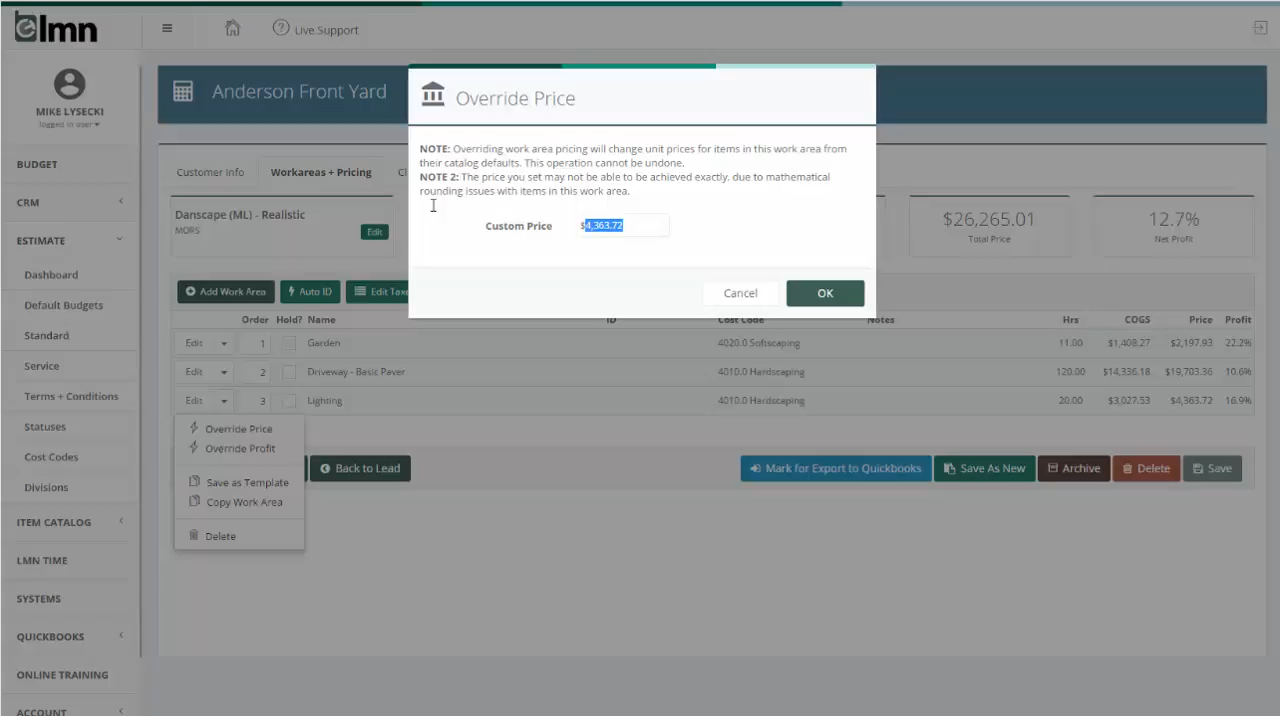 lmn
Live Support
MIKE LYSECKI
logged in user
BUDGET
CRM
ESTIMATE
Dashboard
Default Budgets
Standard
Service
Terms + Conditions
Statuses
Cost Codes
Divisions
ITEM CATALOG
LMN TIME
SYSTEMS
QUICKBOOKS
ONLINE TRAINING
ACCOUNT
Anderson Front Yard
Override Price
NOTE: Overriding work area pricing will change unit prices for items in this work area from
their catalog defaults. This operation cannot be undone.
NOTE 2: The price you set may not be able to be achieved exactly, due to mathematical
rounding issues with items in this work area.
Custom Price $4,363.72
Cancel OK
Customer Info Workareas + Pricing
Danscape (ML) - Realistic
MORS
Edit
$26,265.01
Total Price
12.7%
Net Profit
Add Work Area Auto ID
Order Hold? Name ID Cost Code Notes Hrs COGS Price Profit
Edit 1 Garden 4020.0 Softscaping 11.00 $1,408.27 $2,197.93 22.2%
Edit 2 Driveway - Basic Paver 4010.0 Hardscaping 120.00 $14,336.18 $19,703.36 10.6%
Edit 3 Lighting 4010.0 Hardscaping 20.00 $3,027.53 $4,363.72 16.9%
Override Price
Override Profit
Save as Template
Copy Work Area
Delete
Back to Lead Mark for Export to Quickbooks Save As New Archive Delete Save